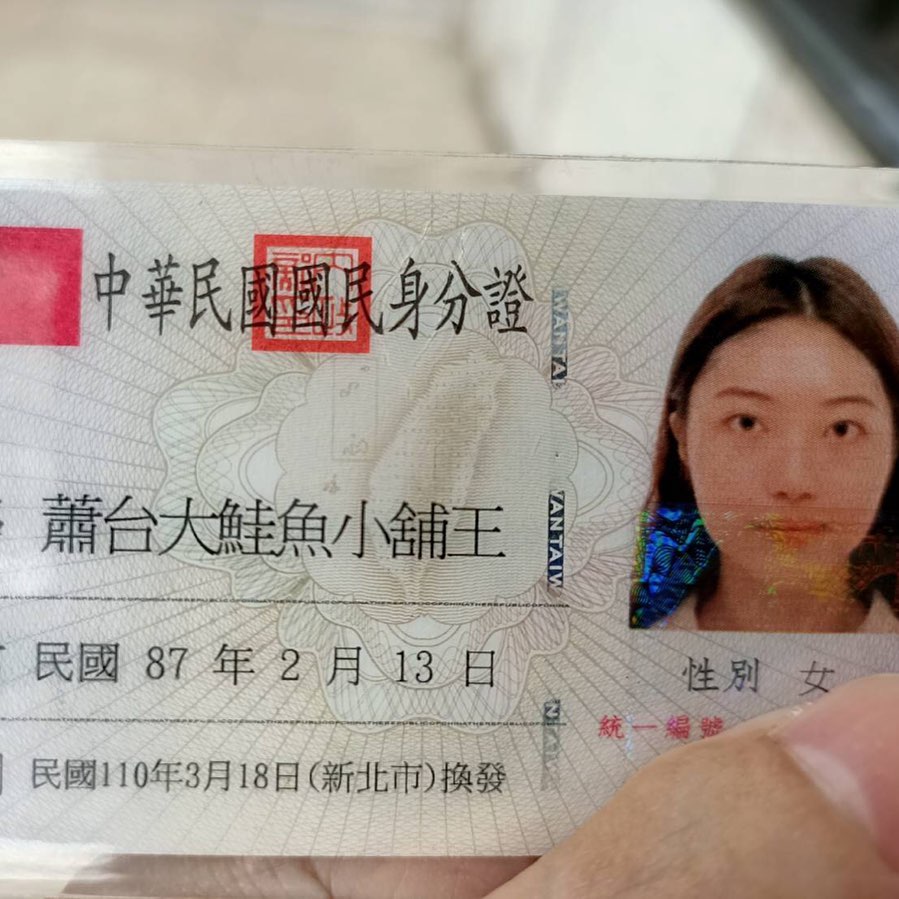 中華民國國民身分證
蕭台大鮭魚小舖王
民國 87 年 2 月 13 日
性別 女
統一編號
民國110年3月18日(新北市)換發